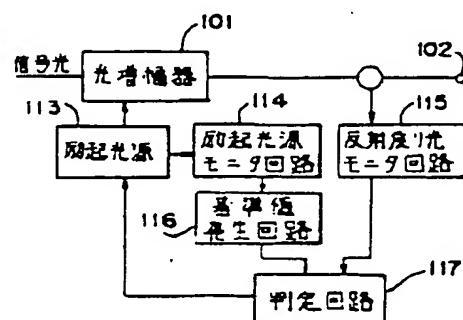 101
102
信号光
光増幅器
113
114
115
励起光源
励起光源
モニタ回路
反射戻り光
モニタ回路
116
基準値
発生回路
117
判定回路